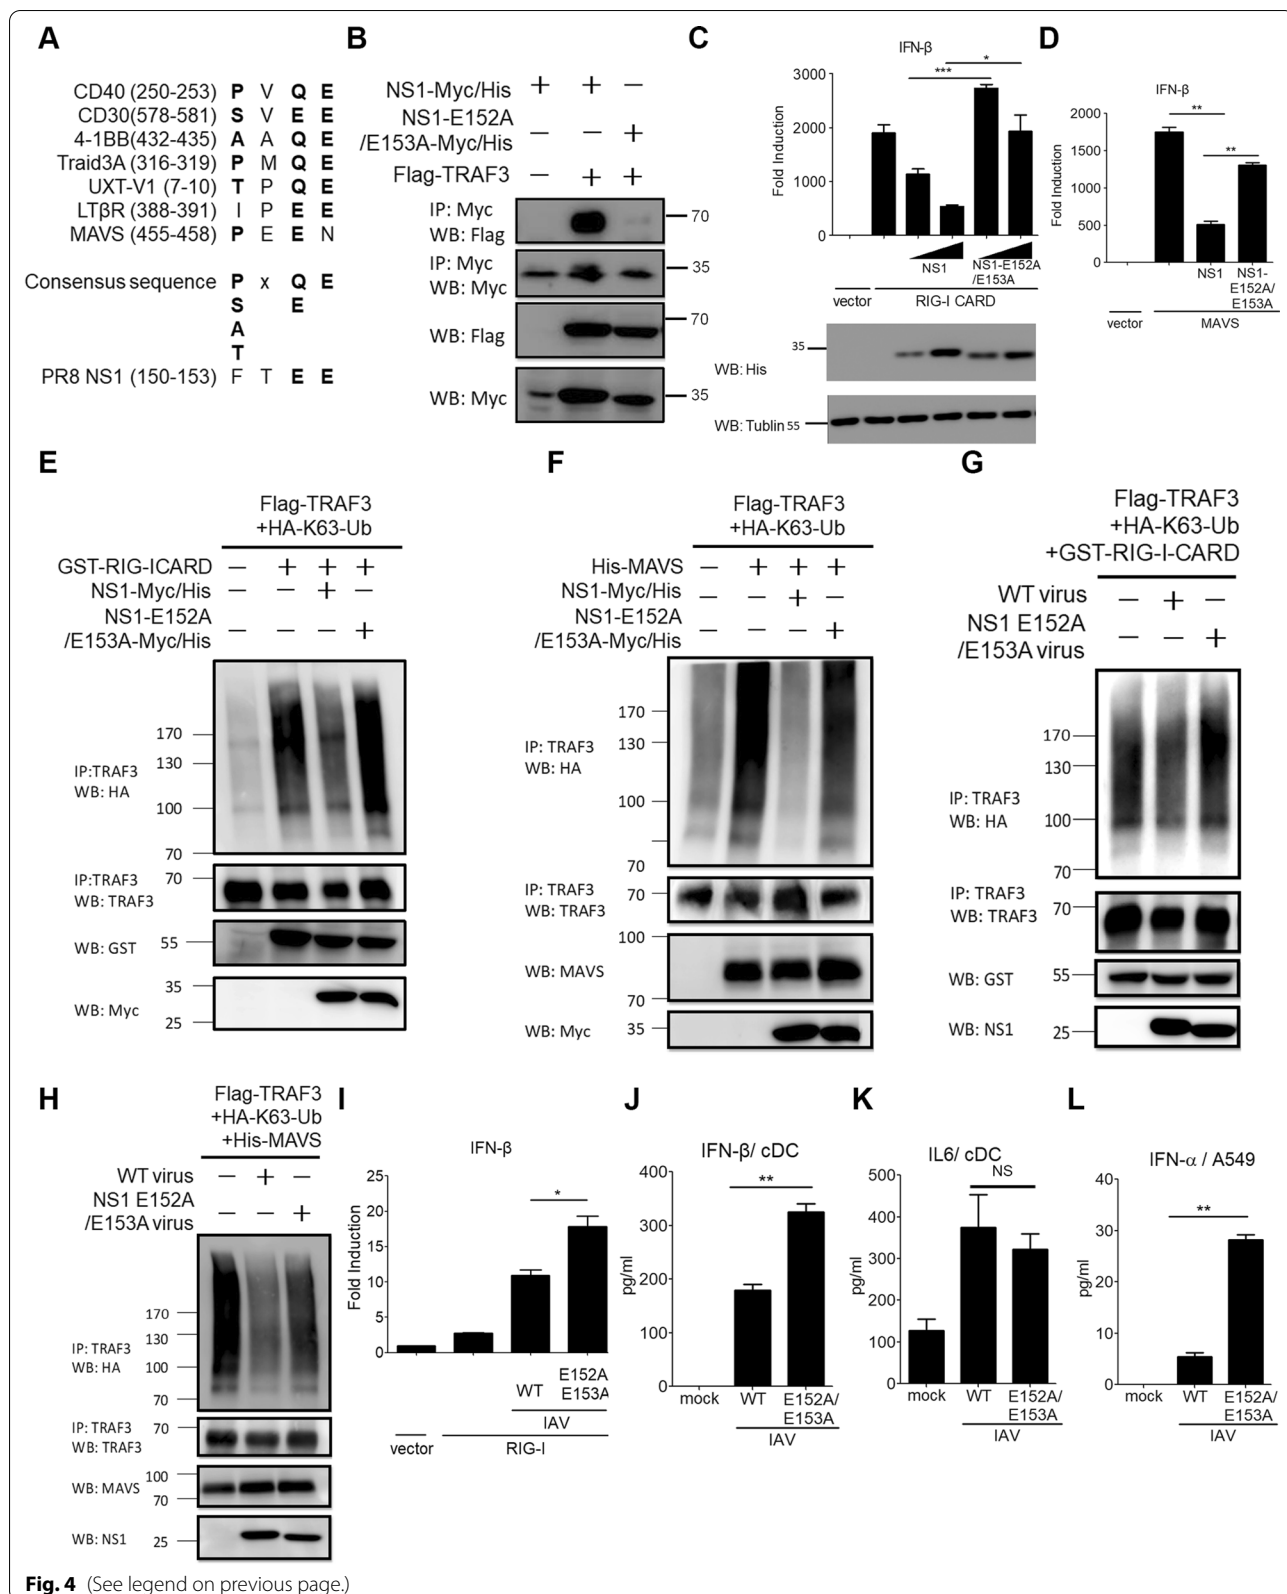 A
CD40 (250-253) P V Q E
CD30(578-581) S V E E
4-1BB(432-435) A A Q E
Traid3A (316-319) P M Q E
UXT-V1 (7-10) T P Q E
LTβR (388-391) I P E E
MAVS (455-458) P E E N
Consensus sequence P x Q E
S E
A
T
PR8 NS1 (150-153) F T E E
B
NS1-Myc/His + + –
NS1-E152A
/E153A-Myc/His – – +
Flag-TRAF3 – + +
IP: Myc
WB: Flag
70
IP: Myc
WB: Myc
35
WB: Flag
70
WB: Myc
35
C
IFN-β
*
***
Fold Induction
3000
2000
1000
0
NS1
NS1-E152A
/E153A
vector
RIG-I CARD
WB: His
35
WB: Tublin 55
D
IFN-β
**
**
Fold Induction
2000
1500
1000
500
0
NS1
NS1-
E152A/
E153A
vector
MAVS
E
Flag-TRAF3
+HA-K63-Ub
GST-RIG-ICARD – + + +
NS1-Myc/His – – + –
NS1-E152A
/E153A-Myc/His – – – +
IP:TRAF3
WB: HA
170
130
100
70
IP:TRAF3
WB: TRAF3
70
WB: GST
55
WB: Myc
35
25
F
Flag-TRAF3
+HA-K63-Ub
His-MAVS – + + +
NS1-Myc/His – – + –
NS1-E152A
/E153A-Myc/His – – – +
IP: TRAF3
WB: HA
170
130
100
70
IP: TRAF3
WB: TRAF3
70
WB: MAVS
100
70
WB: Myc
35
G
Flag-TRAF3
+HA-K63-Ub
+GST-RIG-I-CARD
WT virus – + –
NS1 E152A
/E153A virus – – +
IP: TRAF3
WB: HA
170
130
100
70
IP: TRAF3
WB: TRAF3
70
WB: GST
55
WB: NS1
25
H
Flag-TRAF3
+HA-K63-Ub
+His-MAVS
WT virus – + –
NS1 E152A
/E153A virus – – +
IP: TRAF3
WB: HA
170
130
100
70
IP: TRAF3
WB: TRAF3
70
WB: MAVS
100
70
WB: NS1
25
I
IFN-β
*
Fold Induction
25
20
15
10
5
0
WT
E152A
E153A
IAV
vector
RIG-I
J
IFN-β/ cDC
**
pg/ml
400
300
200
100
0
mock
WT
E152A/
E153A
IAV
K
IL6/ cDC
NS
pg/ml
500
400
300
200
100
0
mock
WT
E152A/
E153A
IAV
L
IFN-α / A549
**
pg/ml
40
30
20
10
0
mock
WT
E152A/
E153A
IAV
Fig. 4 (See legend on previous page.)